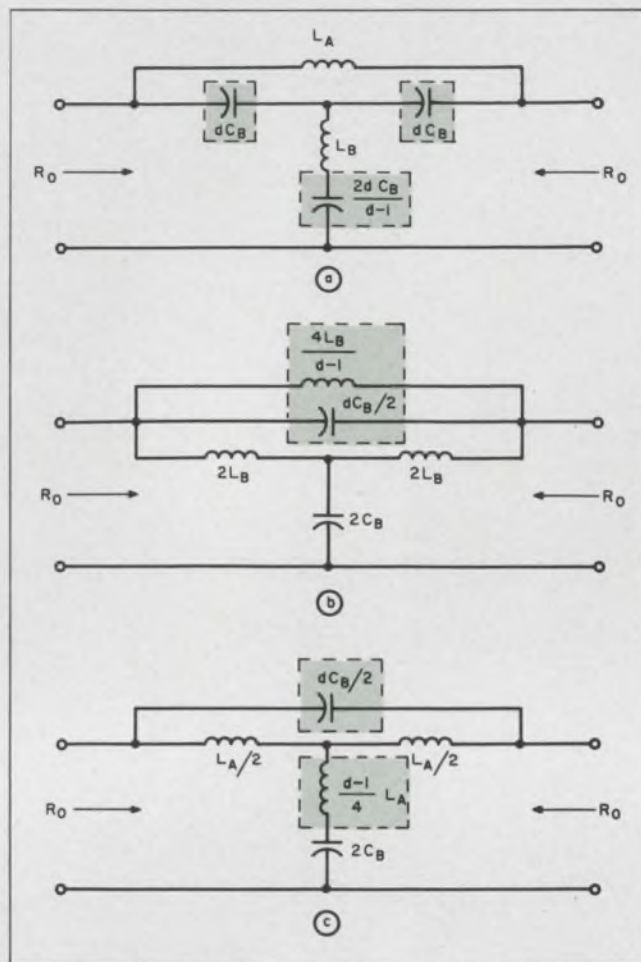 L_A
dC_B dC_B
L_B
R_O R_O
2d C_B
d-1
a
4L_B
d-1
dC_B/2
2L_B 2L_B
R_O R_O
2C_B
b
dC_B/2
L_A/2 L_A/2
d-1
4 L_A
R_O R_O
2C_B
c